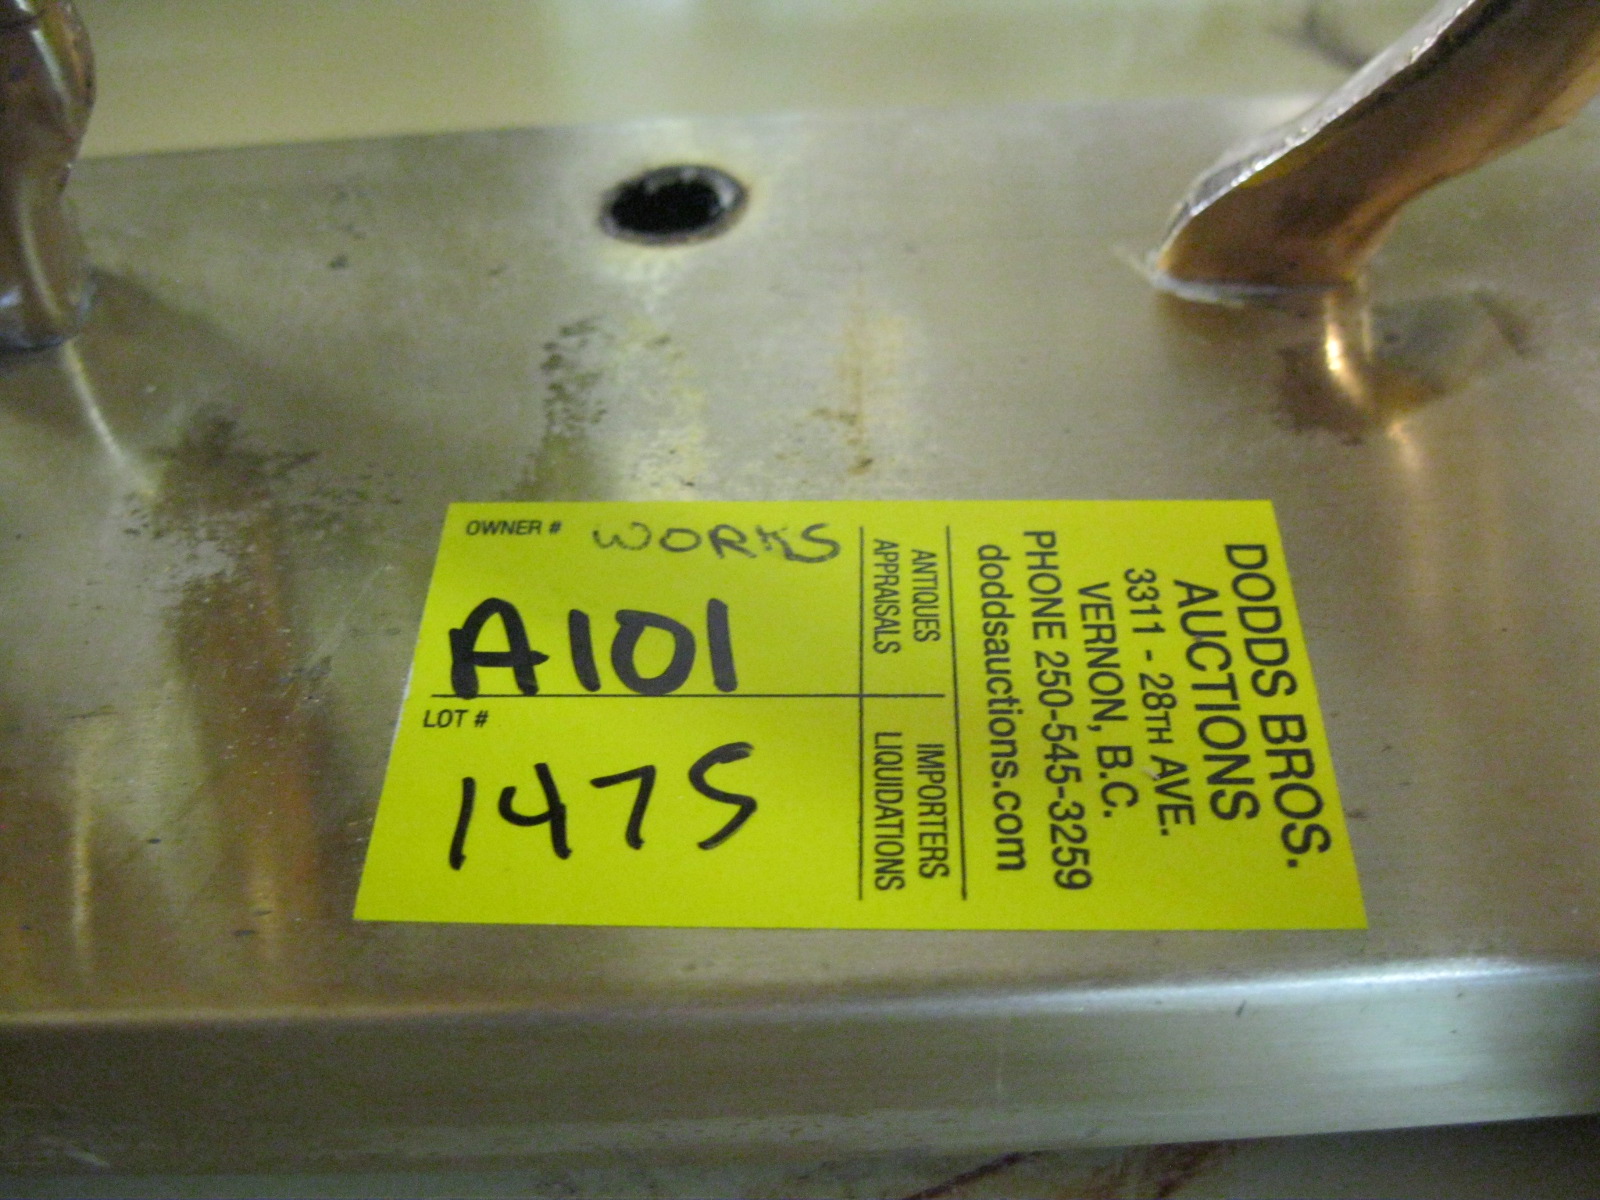 OWNER # WORKS
A101
LOT #
1475
ANTIQUES
APPRAISALS
IMPORTERS
LIQUIDATIONS
DODDS BROS.
AUCTIONS
3311 - 28TH AVE.
VERNON, B.C.
PHONE 250-545-3259
doddsauctions.com